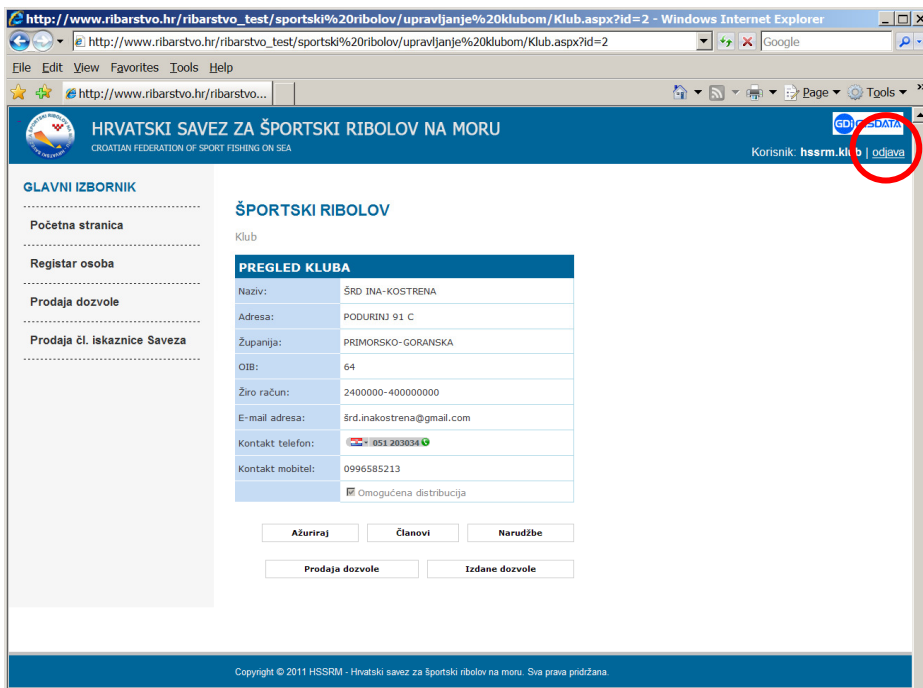 http://www.ribarstvo.hr/ribarstvo_test/sportski%20ribolov/upravljanje%20klubom/Klub.aspx?id=2 - Windows Internet Explorer
http://www.ribarstvo.hr/ribarstvo_test/sportski%20ribolov/upravljanje%20klubom/Klub.aspx?id=2
Google
File Edit View Favorites Tools Help
http://www.ribarstvo.hr/ribarstvo...
Page Tools
HRVATSKI SAVEZ ZA ŠPORTSKI RIBOLOV NA MORU
CROATIAN FEDERATION OF SPORT FISHING ON SEA
GDi GISDATA
Korisnik: hssrm.klub | odjava
GLAVNI IZBORNIK
Početna stranica
Registar osoba
Prodaja dozvole
Prodaja čl. iskaznice Saveza
ŠPORTSKI RIBOLOV
Klub
PREGLED KLUBA
Naziv: ŠRD INA-KOSTRENA
Adresa: PODURINJ 91 C
Županija: PRIMORSKO-GORANSKA
OIB: 64
Žiro račun: 2400000-400000000
E-mail adresa: šrd.inakostrena@gmail.com
Kontakt telefon: 051 203034
Kontakt mobitel: 0996585213
Omogućena distribucija
Ažuriraj Članovi Narudžbe
Prodaja dozvole Izdane dozvole
Copyright © 2011 HSSRM - Hrvatski savez za športski ribolov na moru. Sva prava pridržana.